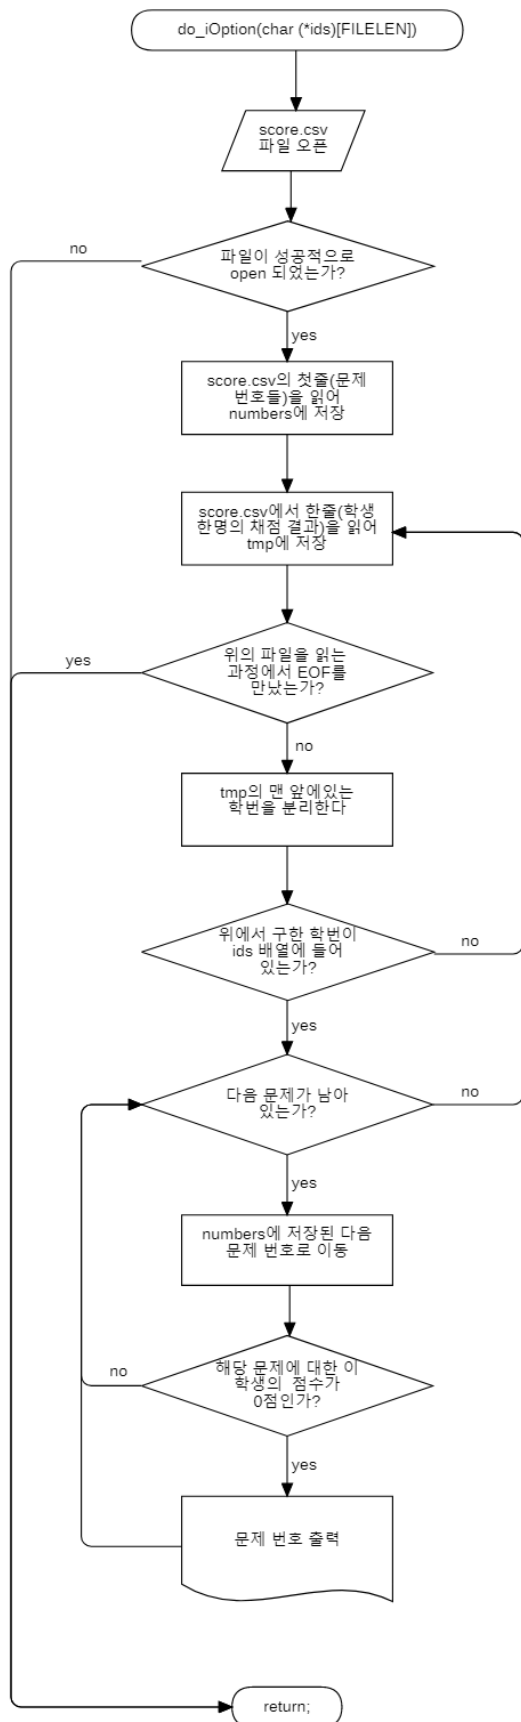 do_iOption(char (*ids)[FILELEN])
score.csv
파일 오픈
no
파일이 성공적으로
open 되었는가?
yes
score.csv의 첫줄(문제
번호들)을 읽어
numbers에 저장
score.csv에서 한줄(학생
한명의 채점 결과)을 읽어
tmp에 저장
yes
위의 파일을 읽는
과정에서 EOF를
만났는가?
no
tmp의 맨 앞에있는
학번을 분리한다
위에서 구한 학번이
ids 배열에 들어
있는가?
no
yes
다음 문제가 남아
있는가?
no
yes
numbers에 저장된 다음
문제 번호로 이동
no
해당 문제에 대한 이
학생의 점수가
0점인가?
yes
문제 번호 출력
return;